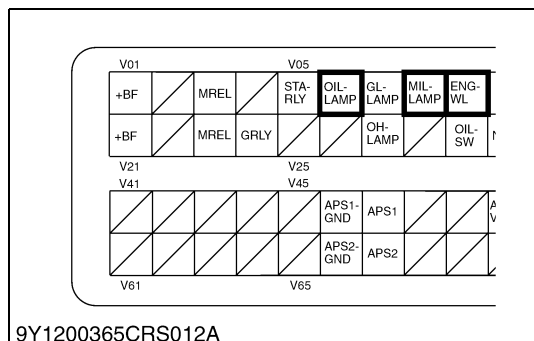 V01 V05
+BF MREL STA- OIL- GL- MIL- ENG-
RLY LAMP LAMP LAMP WL
+BF MREL GRLY OH- OIL-
LAMP SW
V21 V25
V41 V45
APS1- APS1
GND
APS2- APS2
GND
V61 V65
9Y1200365CRS012A